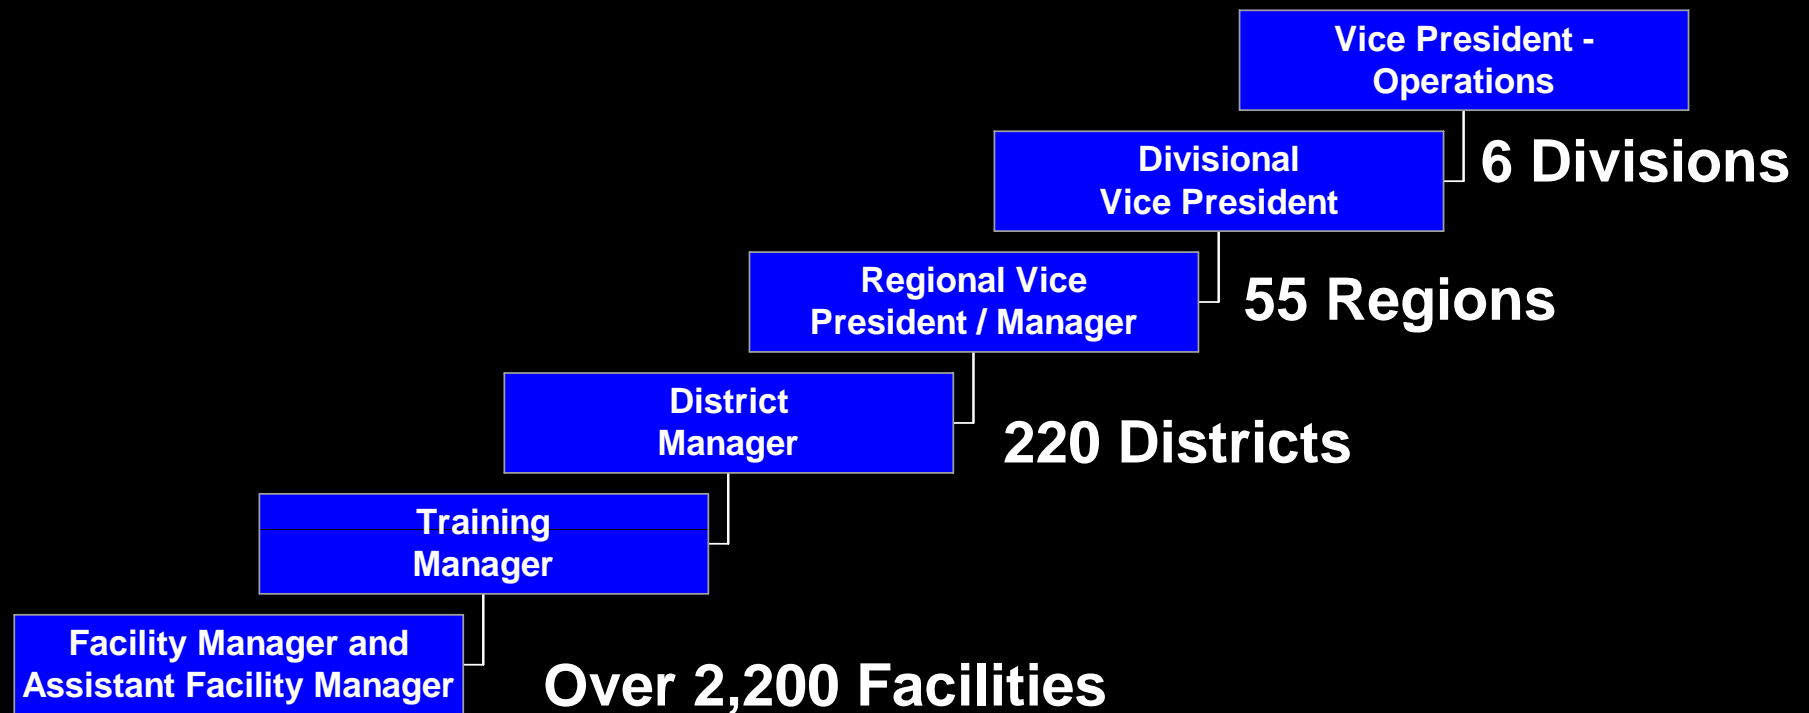 Vice President -
Operations
Divisional
Vice President
6 Divisions
Regional Vice
President / Manager
55 Regions
District
Manager
220 Districts
Training
Manager
Facility Manager and
Assistant Facility Manager
Over 2,200 Facilities